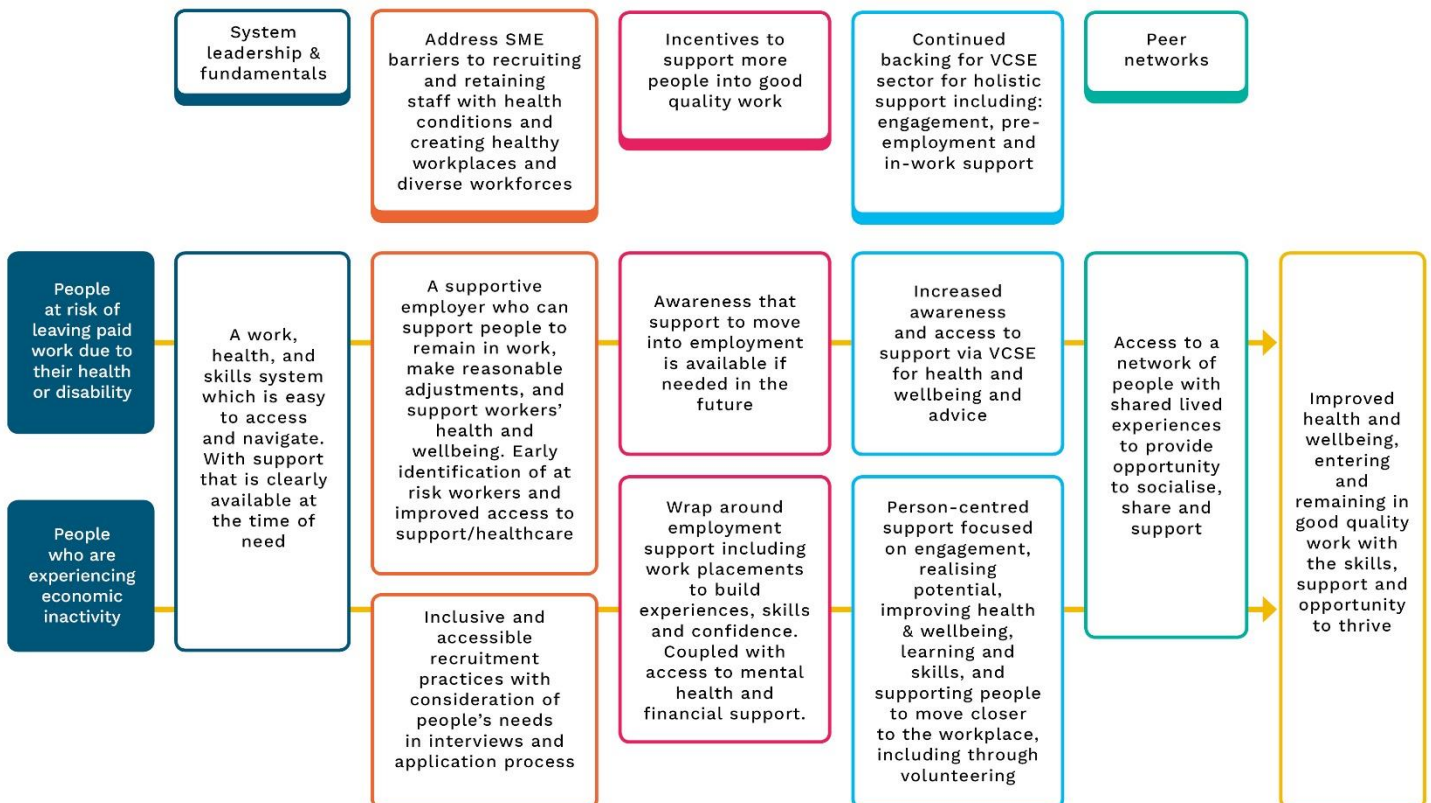 System
leadership &
fundamentals
Address SME
barriers to recruiting
and retaining
staff with health
conditions and
creating healthy
workplaces and
diverse workforces
Incentives to
support more
people into good
quality work
Continued
backing for VCSE
sector for holistic
support including:
engagement, pre-
employment and
in-work support
Peer
networks
People
at risk of
leaving paid
work due to
their health
or disability
People
who are
experiencing
economic
inactivity
A work,
health, and
skills system
which is easy
to access
and navigate.
With support
that is clearly
available at
the time of
need
A supportive
employer who can
support people to
remain in work,
make reasonable
adjustments, and
support workers’
health and
wellbeing. Early
identification of at
risk workers and
improved access to
support/healthcare
Inclusive and
accessible
recruitment
practices with
consideration of
people’s needs
in interviews and
application process
Awareness that
support to move
into employment
is available if
needed in the
future
Wrap around
employment
support including
work placements
to build
experiences, skills
and confidence.
Coupled with
access to mental
health and
financial support.
Increased
awareness
and access to
support via VCSE
for health and
wellbeing and
advice
Person-centred
support focused
on engagement,
realising
potential,
improving health
& wellbeing,
learning and
skills, and
supporting people
to move closer
to the workplace,
including through
volunteering
Access to a
network of
people with
shared lived
experiences
to provide
opportunity
to socialise,
share and
support
Improved
health and
wellbeing,
entering
and
remaining in
good quality
work with
the skills,
support and
opportunity
to thrive